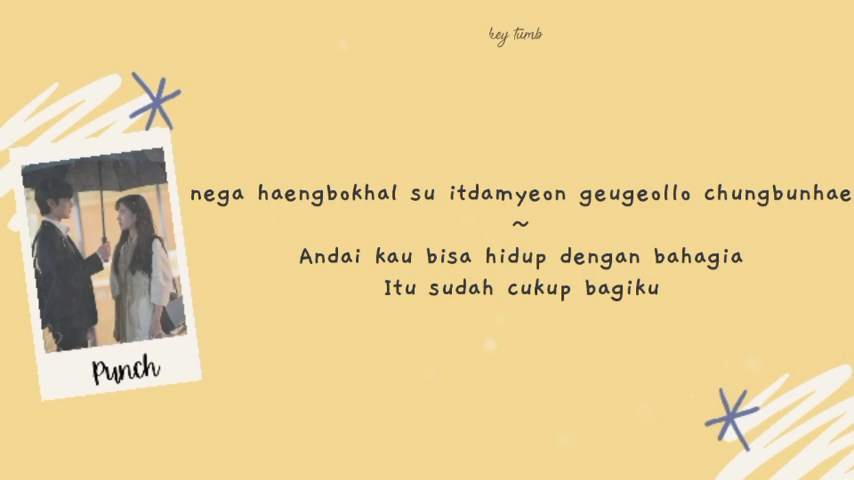 key tumb
nega haengbokhal su itdamyeon geugeollo chungbunhae
~
Andai kau bisa hidup dengan bahagia
Itu sudah cukup bagiku
Punch